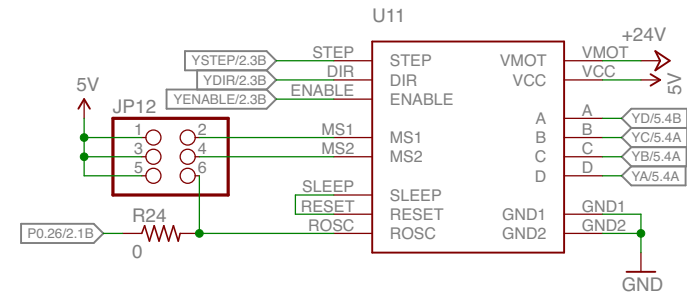 U11
+24V
YSTEP/2.3B STEP STEP VMOT VMOT
YDIR/2.3B DIR DIR VCC VCC 5V
YENABLE/2.3B ENABLE ENABLE
5V
JP12
A A YD/5.4B
1 2 MS1 MS1 B B YC/5.4A
3 4 MS2 MS2 C C YB/5.4A
5 6 D D YA/5.4A
SLEEP SLEEP
RESET RESET GND1 GND1
R24
P0.26/2.1B ROSC ROSC GND2 GND2
0
GND